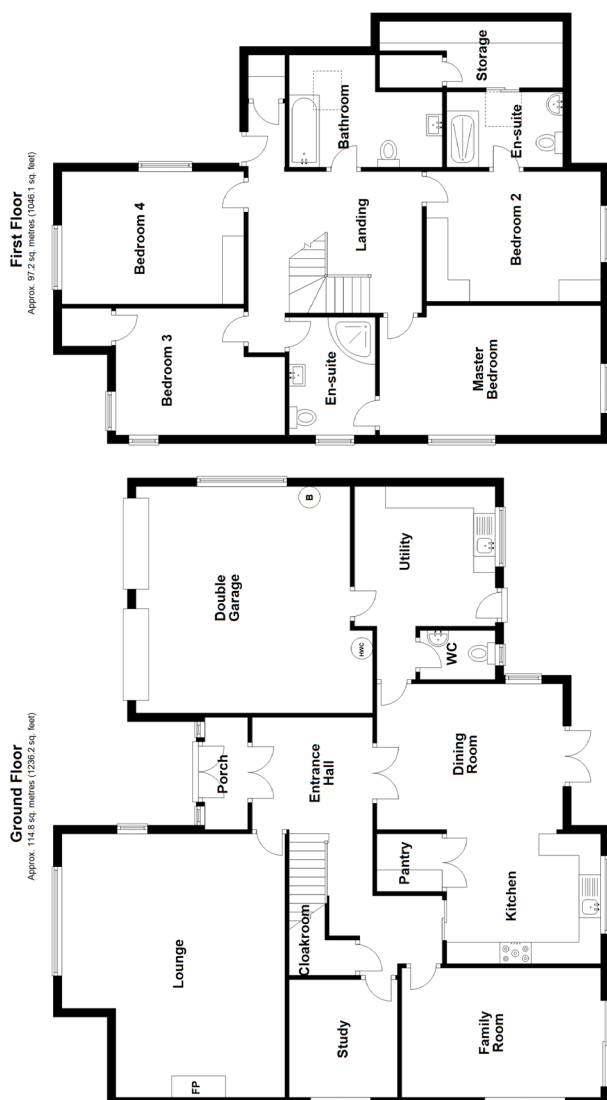 Ground Floor
Approx. 114.8 sq. metres (1236.2 sq. feet)
Lounge
FP
Porch
Entrance
Hall
Cloakroom
Study
Family
Room
Pantry
Kitchen
Dining
Room
Double
Garage
B
HWC
WC
Utility
First Floor
Approx. 97.2 sq. metres (1046.1 sq. feet)
Bedroom 4
Bedroom 3
Bathroom
Landing
En-suite
Master
Bedroom
Bedroom 2
En-suite
Storage